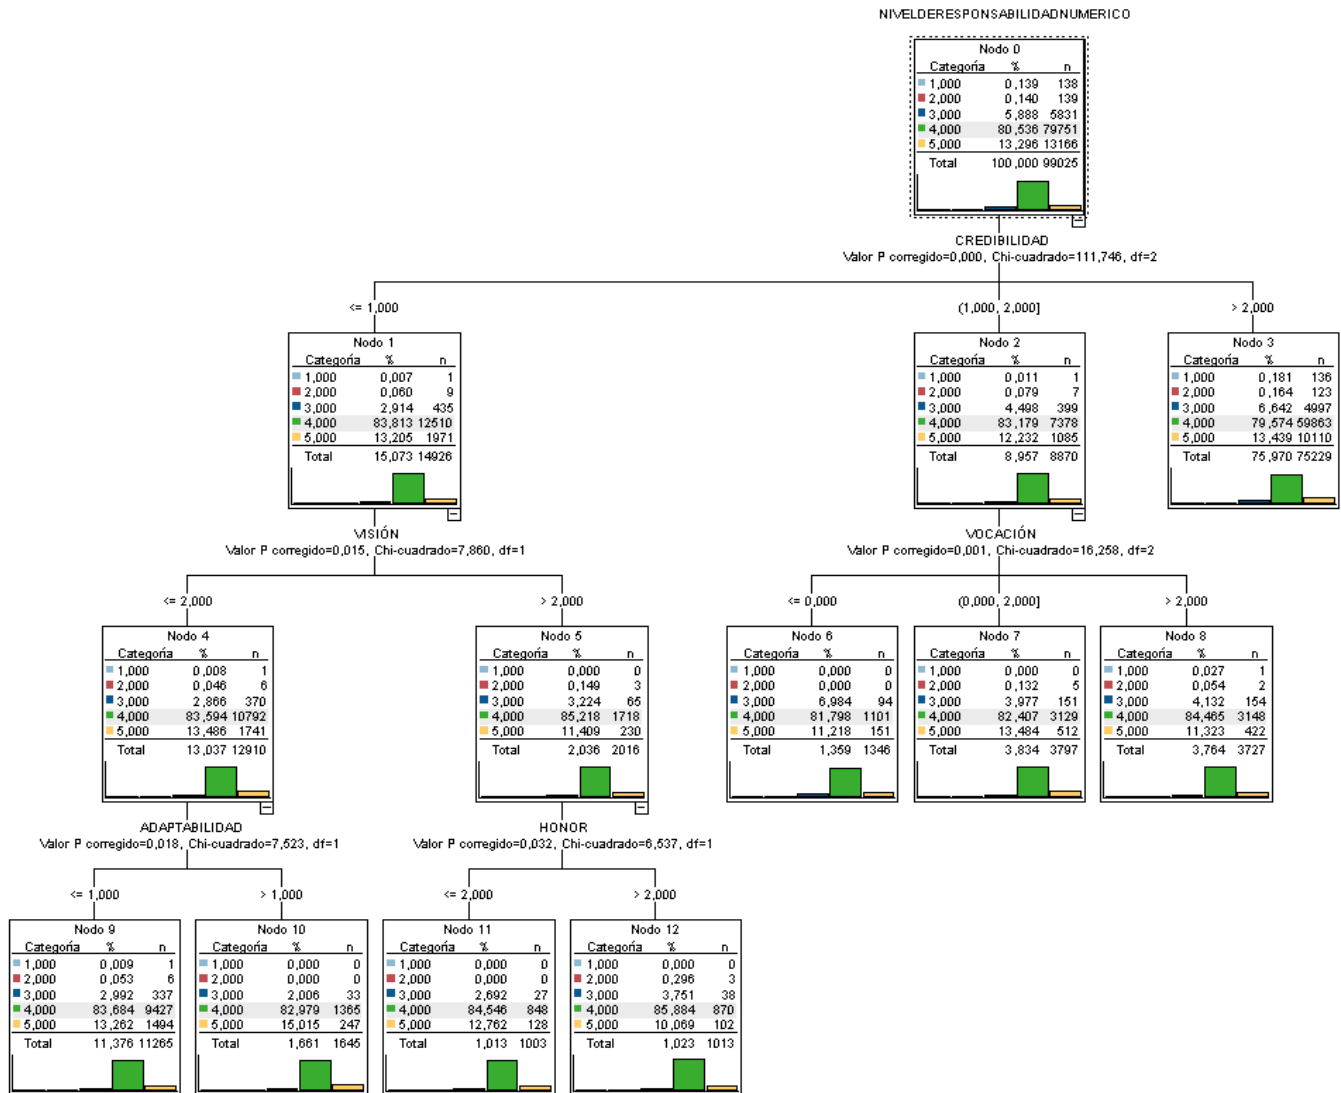 NIVELDERESPONSABILIDADNUMERICO
Nodo 0
Categoría % n
1,000 0,139 138
2,000 0,140 139
3,000 5,888 5831
4,000 80,536 79751
5,000 13,296 13166
Total 100,000 99025
CREDIBILIDAD
Valor P corregido=0,000, Chi-cuadrado=111,746, df=2
<= 1,000
(1,000, 2,000]
> 2,000
Nodo 1
Categoría % n
1,000 0,007 1
2,000 0,060 9
3,000 2,914 435
4,000 83,813 12510
5,000 13,205 1971
Total 15,073 14926
Nodo 2
Categoría % n
1,000 0,011 1
2,000 0,079 7
3,000 4,498 399
4,000 83,179 7378
5,000 12,232 1085
Total 8,957 8870
Nodo 3
Categoría % n
1,000 0,181 136
2,000 0,164 123
3,000 6,642 4997
4,000 79,574 59863
5,000 13,439 10110
Total 75,970 75229
VISIÓN
Valor P corregido=0,015, Chi-cuadrado=7,860, df=1
VOCACIÓN
Valor P corregido=0,001, Chi-cuadrado=16,258, df=2
<= 2,000
> 2,000
<= 0,000
(0,000, 2,000]
> 2,000
Nodo 4
Categoría % n
1,000 0,008 1
2,000 0,046 6
3,000 2,866 370
4,000 83,594 10792
5,000 13,486 1741
Total 13,037 12910
Nodo 5
Categoría % n
1,000 0,000 0
2,000 0,149 3
3,000 3,224 65
4,000 85,218 1718
5,000 11,409 230
Total 2,036 2016
Nodo 6
Categoría % n
1,000 0,000 0
2,000 0,000 0
3,000 6,984 94
4,000 81,798 1101
5,000 11,218 151
Total 1,359 1346
Nodo 7
Categoría % n
1,000 0,000 0
2,000 0,132 5
3,000 3,977 151
4,000 82,407 3129
5,000 13,484 512
Total 3,834 3797
Nodo 8
Categoría % n
1,000 0,027 1
2,000 0,054 2
3,000 4,132 154
4,000 84,465 3148
5,000 11,323 422
Total 3,764 3727
ADAPTABILIDAD
Valor P corregido=0,018, Chi-cuadrado=7,523, df=1
HONOR
Valor P corregido=0,032, Chi-cuadrado=6,537, df=1
<= 1,000
> 1,000
<= 2,000
> 2,000
Nodo 9
Categoría % n
1,000 0,009 1
2,000 0,053 6
3,000 2,992 337
4,000 83,684 9427
5,000 13,262 1494
Total 11,376 11265
Nodo 10
Categoría % n
1,000 0,000 0
2,000 0,000 0
3,000 2,006 33
4,000 82,979 1365
5,000 15,015 247
Total 1,661 1645
Nodo 11
Categoría % n
1,000 0,000 0
2,000 0,000 0
3,000 2,692 27
4,000 84,546 848
5,000 12,762 128
Total 1,013 1003
Nodo 12
Categoría % n
1,000 0,000 0
2,000 0,296 3
3,000 3,751 38
4,000 85,884 870
5,000 10,069 102
Total 1,023 1013